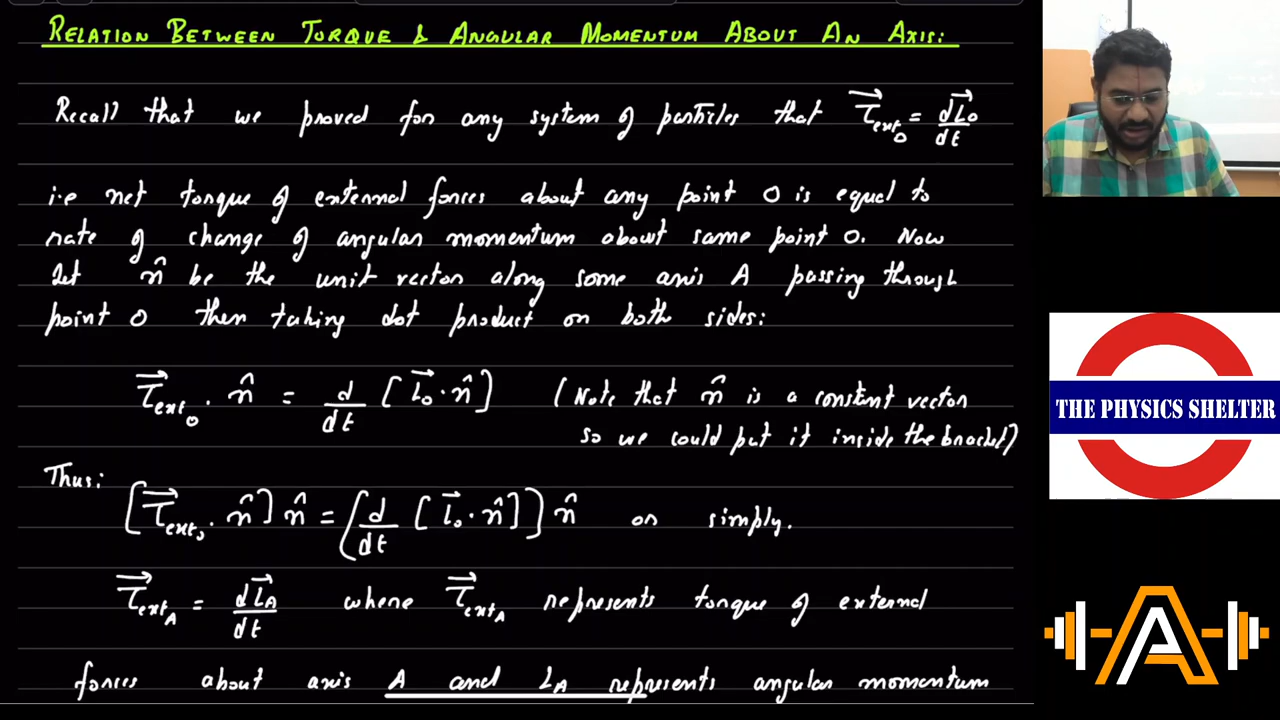 RELATION BETWEEN TORQUE & ANGULAR MOMENTUM ABOUT AN AXIS:
Recall that we proved for any system of particles that τ⃗ext₀ = dL⃗₀/dt
i.e net torque of external forces about any point O is equal to
rate of change of angular momentum about same point O. Now
let n̂ be the unit vector along some axis A passing through
point O then taking dot product on both sides:
τ⃗ext₀ · n̂ = d/dt [L⃗₀ · n̂] (Note that n̂ is a constant vector
so we could put it inside the bracket)
Thus:
[τ⃗ext₀ · n̂] n̂ = (d/dt [L⃗₀ · n̂]) n̂ or simply.
τ⃗ext_A = dL⃗_A/dt where τ⃗ext_A represents torque of external
forces about axis A and L_A represents angular momentum
THE PHYSICS SHELTER
A